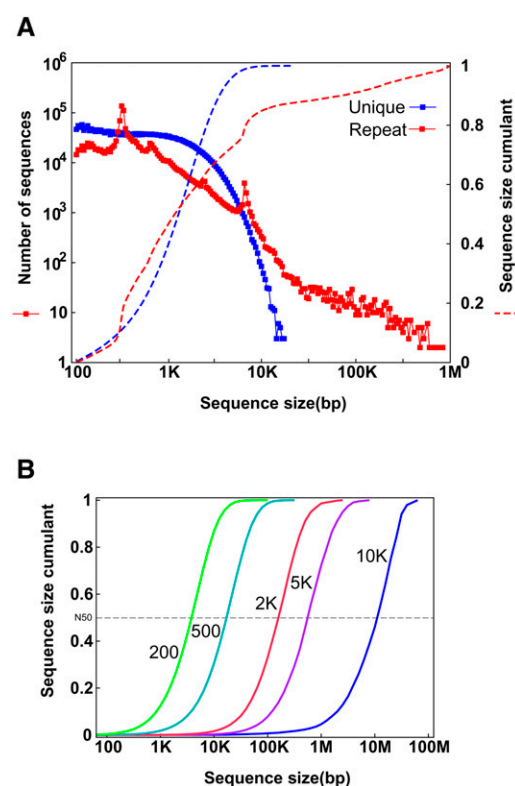 A
Number of sequences
10^6
10^5
10^4
10^3
10^2
10
1
100
1K
10K
100K
1M
Sequence size(bp)
Unique
Repeat
1
0.8
0.6
0.4
0.2
0
Sequence size cumulant
B
Sequence size cumulant
1
0.8
0.6
N50
0.4
0.2
0
200
500
2K
5K
10K
100
1K
10K
100K
1M
10M
100M
Sequence size(bp)